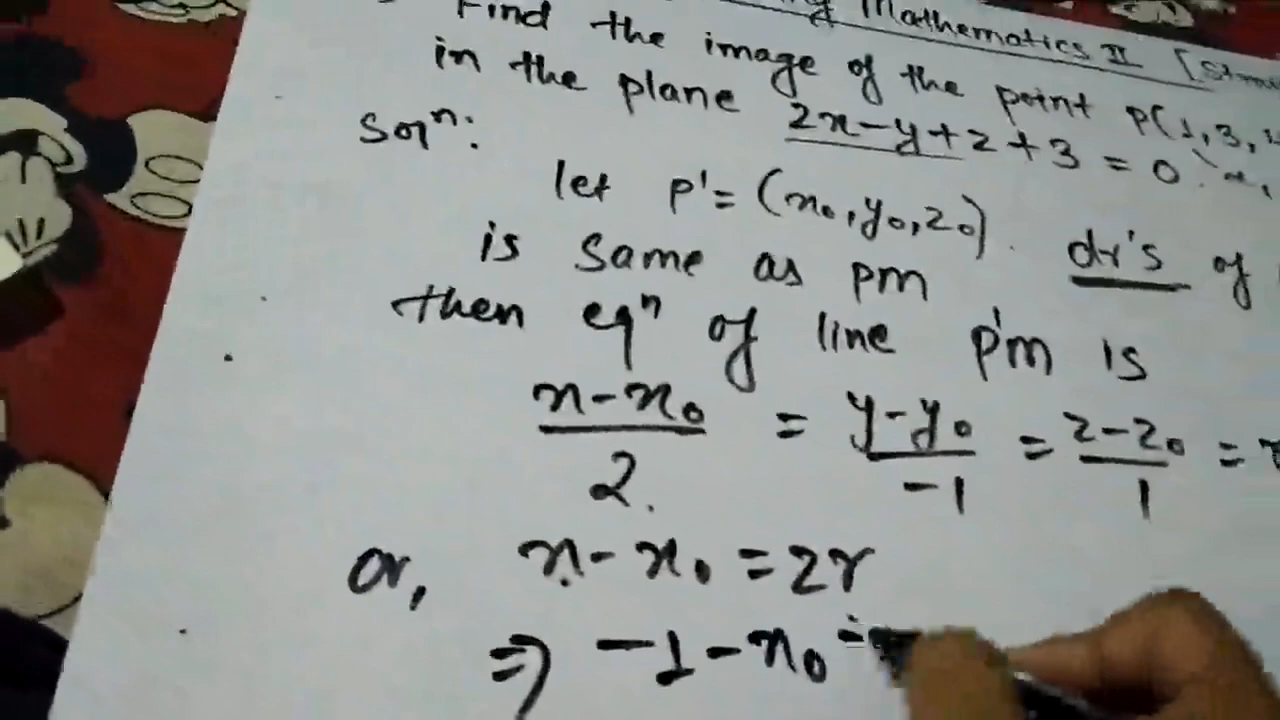 Mathematics II
Find the image of the point P(1,3,
in the plane 2x-y+z+3=0.
Solⁿ:
let P'=(x₀,y₀,z₀). dr's of
is same as pm
then eqⁿ of line p'm is
x-x₀/2 = y-y₀/-1 = z-z₀/1 =
or, x-x₀=2r
⇒ -1-x₀=